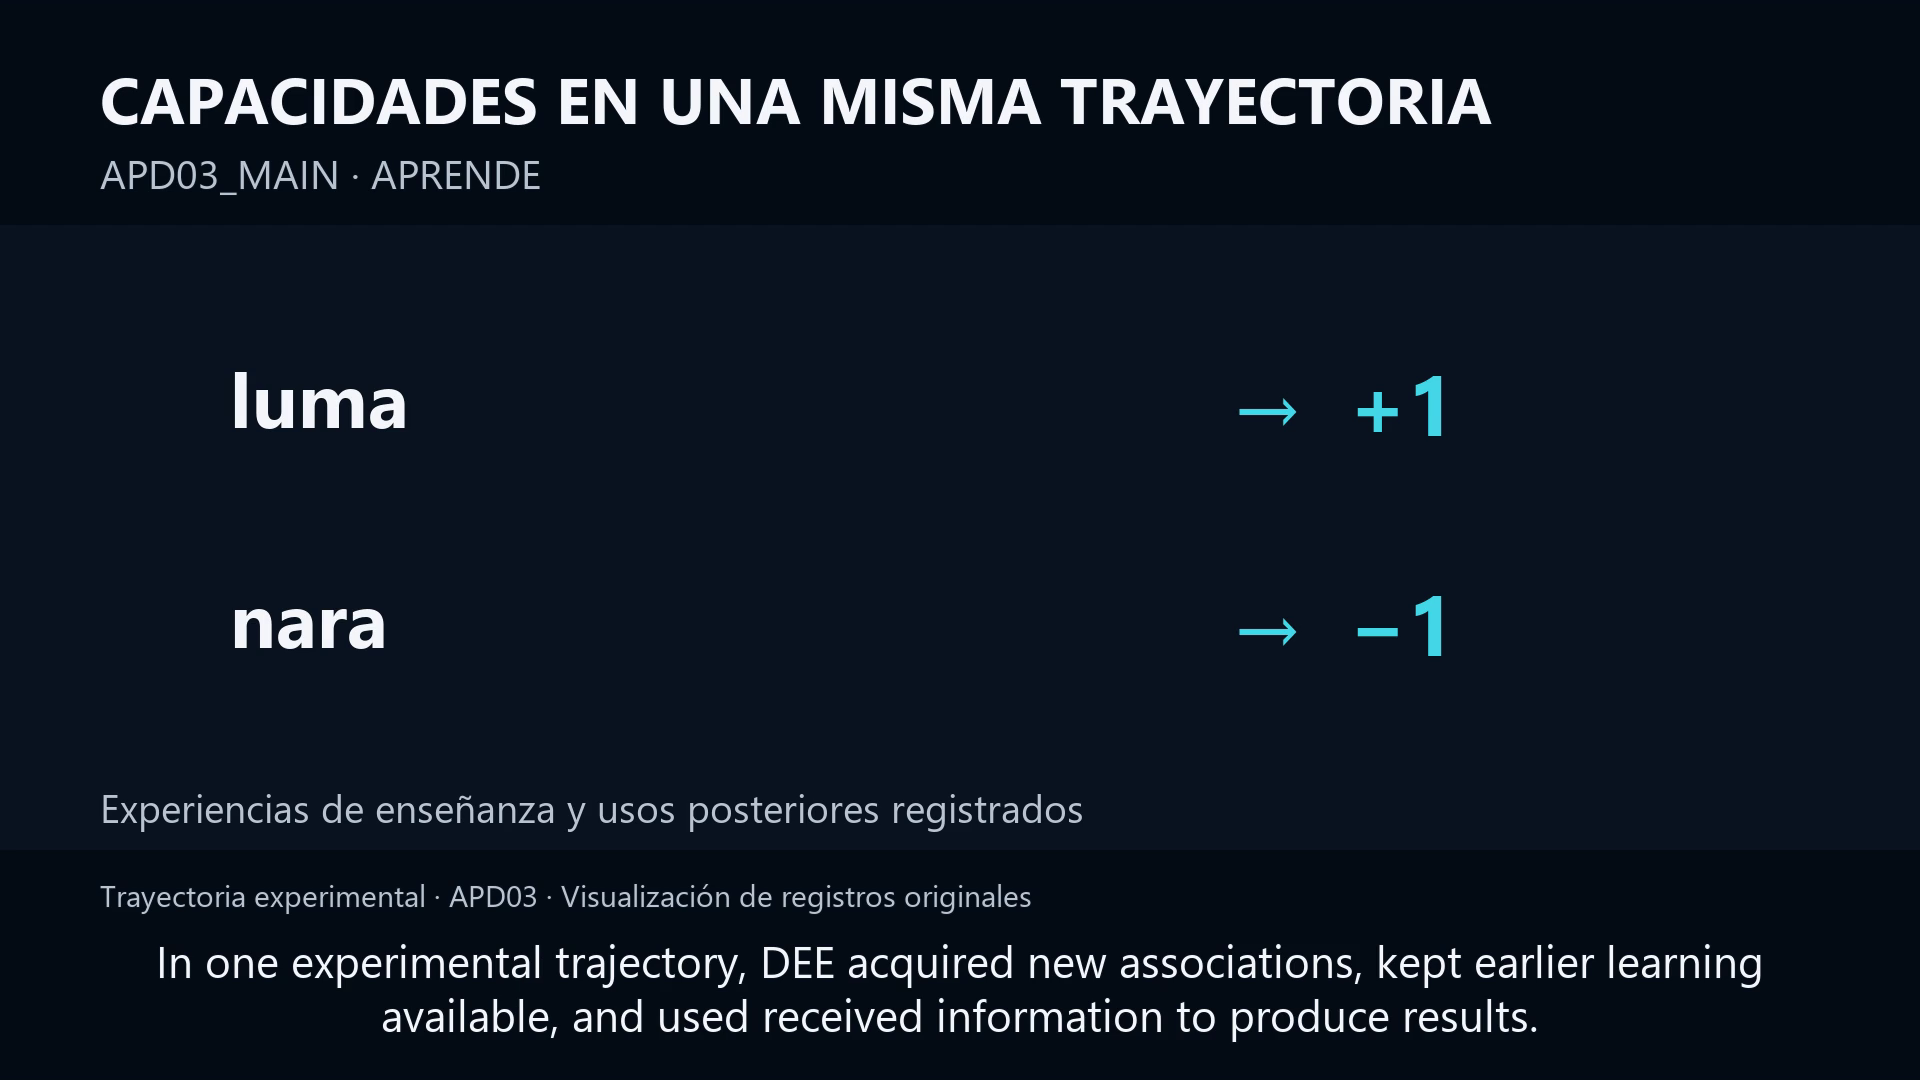 CAPACIDADES EN UNA MISMA TRAYECTORIA
APD03_MAIN · APRENDE
luma → +1
nara → −1
Experiencias de enseñanza y usos posteriores registrados
Trayectoria experimental · APD03 · Visualización de registros originales
In one experimental trajectory, DEE acquired new associations, kept earlier learning
available, and used received information to produce results.